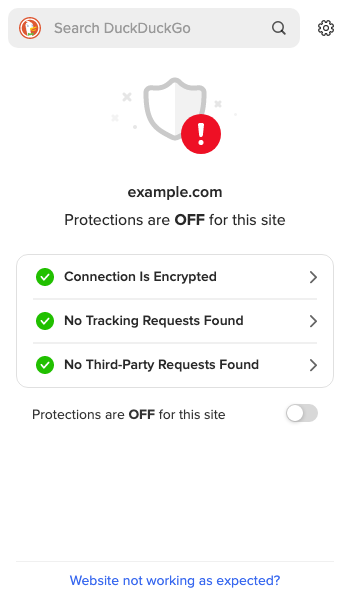 Search DuckDuckGo
example.com
Protections are OFF for this site
Connection Is Encrypted
No Tracking Requests Found
No Third-Party Requests Found
Protections are OFF for this site
Website not working as expected?